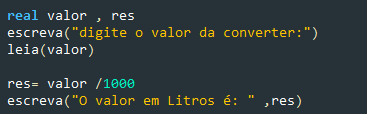 real valor , res
escreva("digite o valor da converter:")
leia(valor)
res= valor /1000
escreva("O valor em Litros é: " ,res)